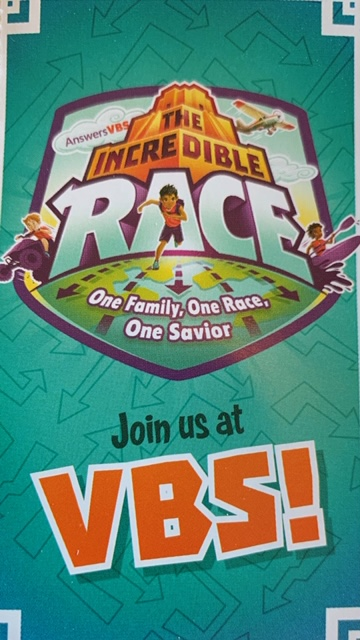 AnswersVBS
THE
INCREDIBLE
RACE
One Family, One Race,
One Savior
Join us at
VBS!